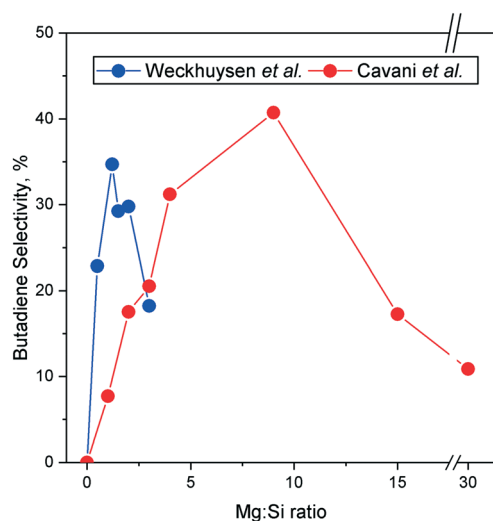 50
Weckhuysen et al.
Cavani et al.
40
30
20
10
0
0
5
10
15
30
Butadiene Selectivity, %
Mg:Si ratio